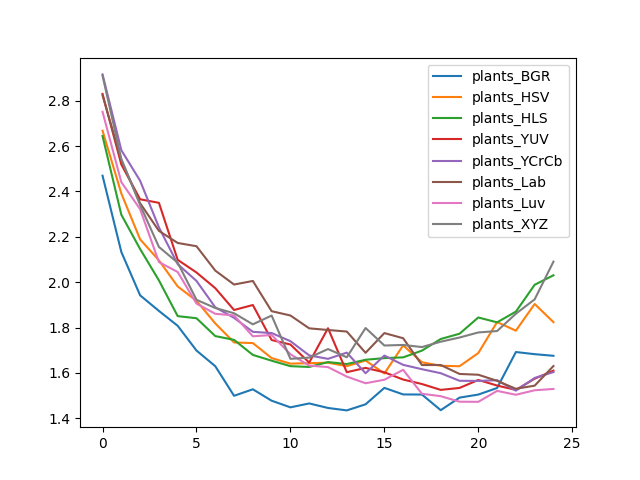 2.8
2.6
2.4
2.2
2.0
1.8
1.6
1.4
0 5 10 15 20 25
plants_BGR
plants_HSV
plants_HLS
plants_YUV
plants_YCrCb
plants_Lab
plants_Luv
plants_XYZ